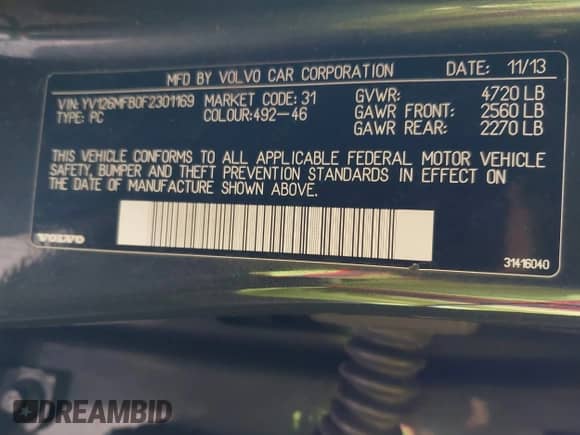 MFD BY VOLVO CAR CORPORATION DATE: 11/13
VIN: YV126MFB0F2301169 MARKET CODE: 31 GVWR: 4720 LB
TYPE: PC COLOUR:492-46 GAWR FRONT: 2560 LB
GAWR REAR: 2270 LB
THIS VEHICLE CONFORMS TO ALL APPLICABLE FEDERAL MOTOR VEHICLE
SAFETY, BUMPER AND THEFT PREVENTION STANDARDS IN EFFECT ON
THE DATE OF MANUFACTURE SHOWN ABOVE.
VOLVO
31416040
DREAMBID